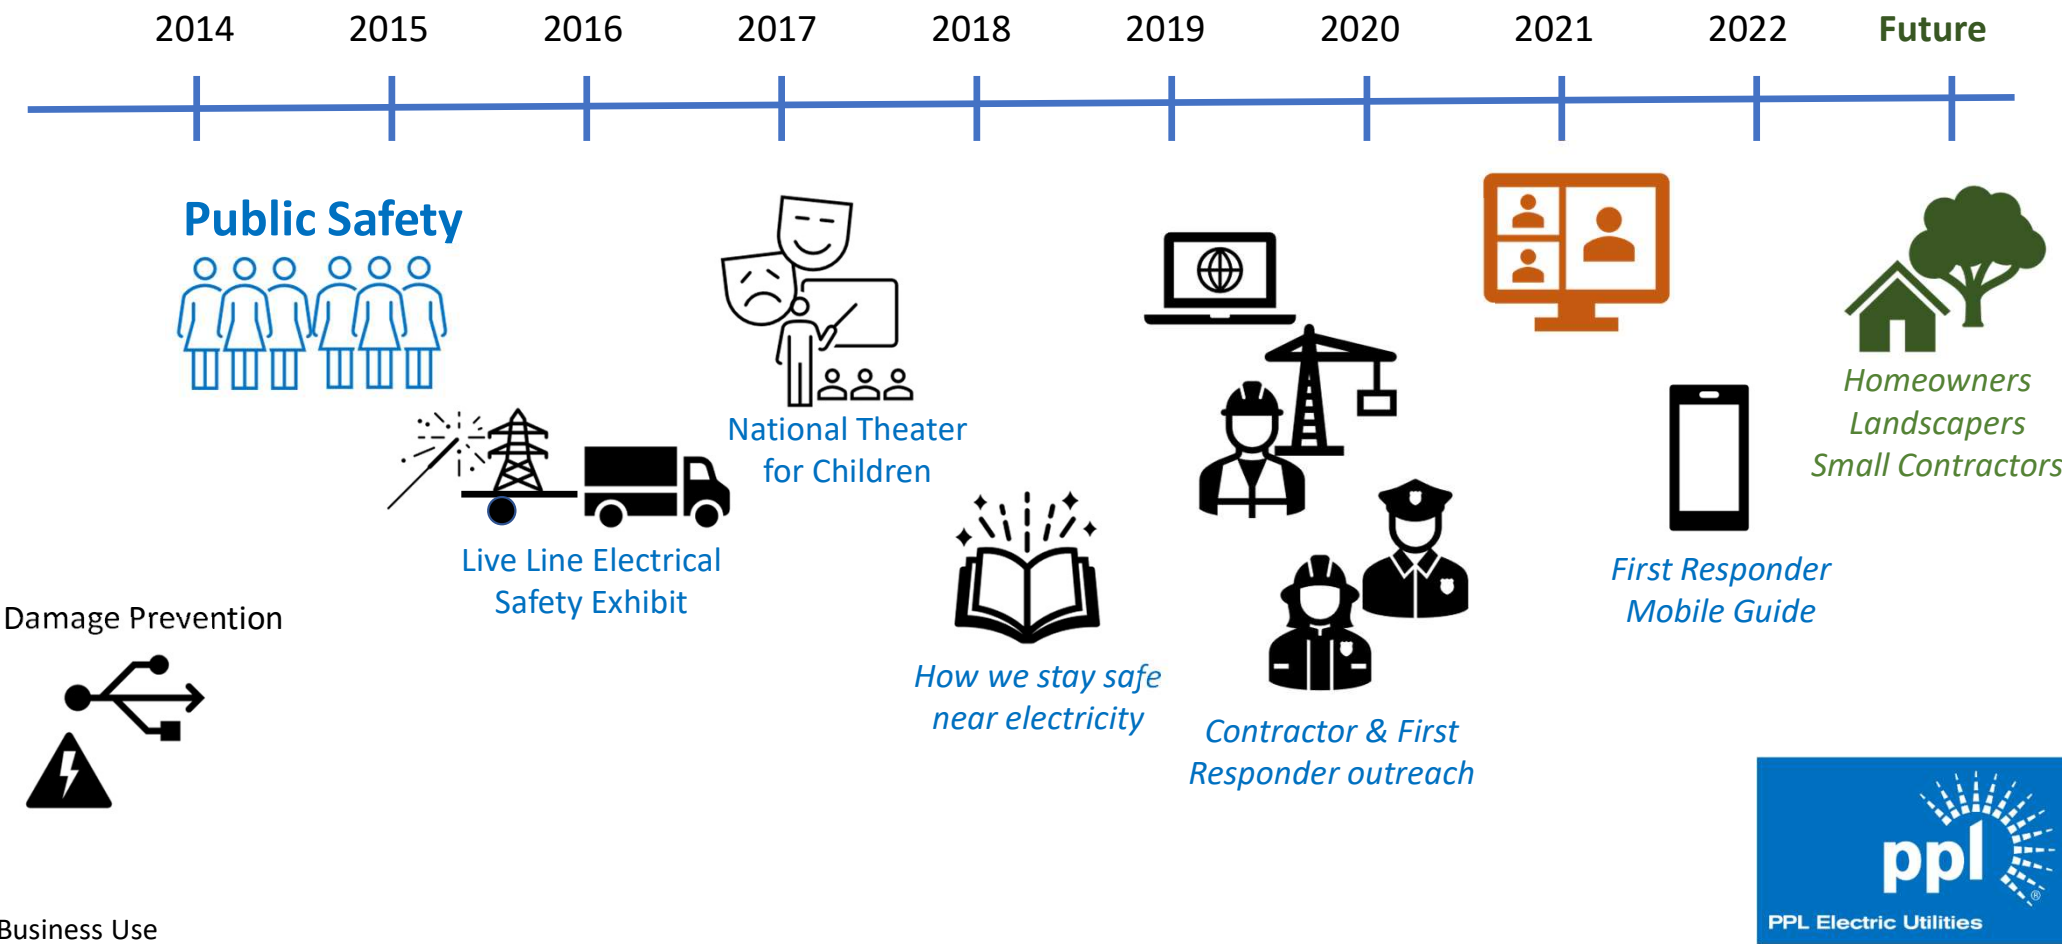 2014 2015 2016 2017 2018 2019 2020 2021 2022 Future
Public Safety
National Theater
for Children
Live Line Electrical
Safety Exhibit
Damage Prevention
How we stay safe
near electricity
Contractor & First
Responder outreach
First Responder
Mobile Guide
Homeowners
Landscapers
Small Contractors
Business Use
ppl
®
PPL Electric Utilities